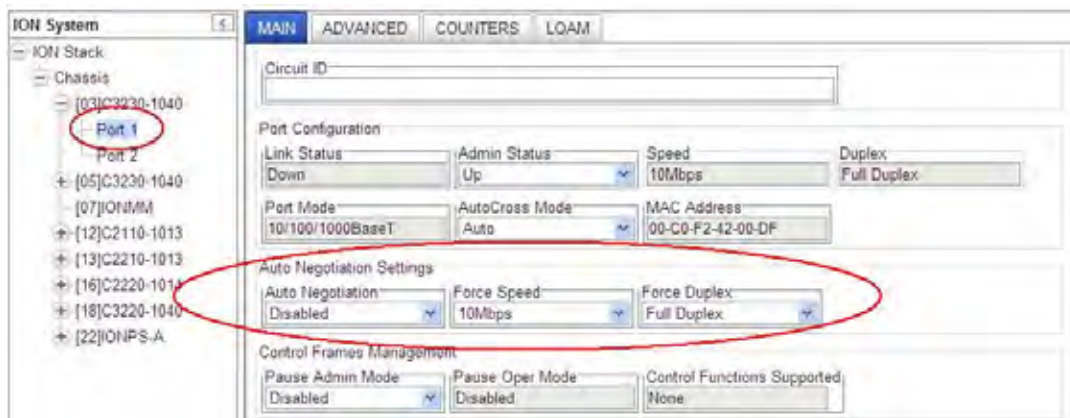 ION System
ION Stack
Chassis
[03]C3230-1040
Port 1
Port 2
[05]C3230-1040
[07]IONMM
[12]C2110-1013
[13]C2210-1013
[16]C2220-1014
[18]C3220-1040
[22]IONPS-A
MAIN ADVANCED COUNTERS LOAM
Circuit ID
Port Configuration
Link Status Admin Status Speed Duplex
Down Up 10Mbps Full Duplex
Port Mode AutoCross Mode MAC Address
10/100/1000BaseT Auto 00-C0-F2-42-00-DF
Auto Negotiation Settings
Auto Negotiation Force Speed Force Duplex
Disabled 10Mbps Full Duplex
Control Frames Management
Pause Admin Mode Pause Oper Mode Control Functions Supported
Disabled Disabled None